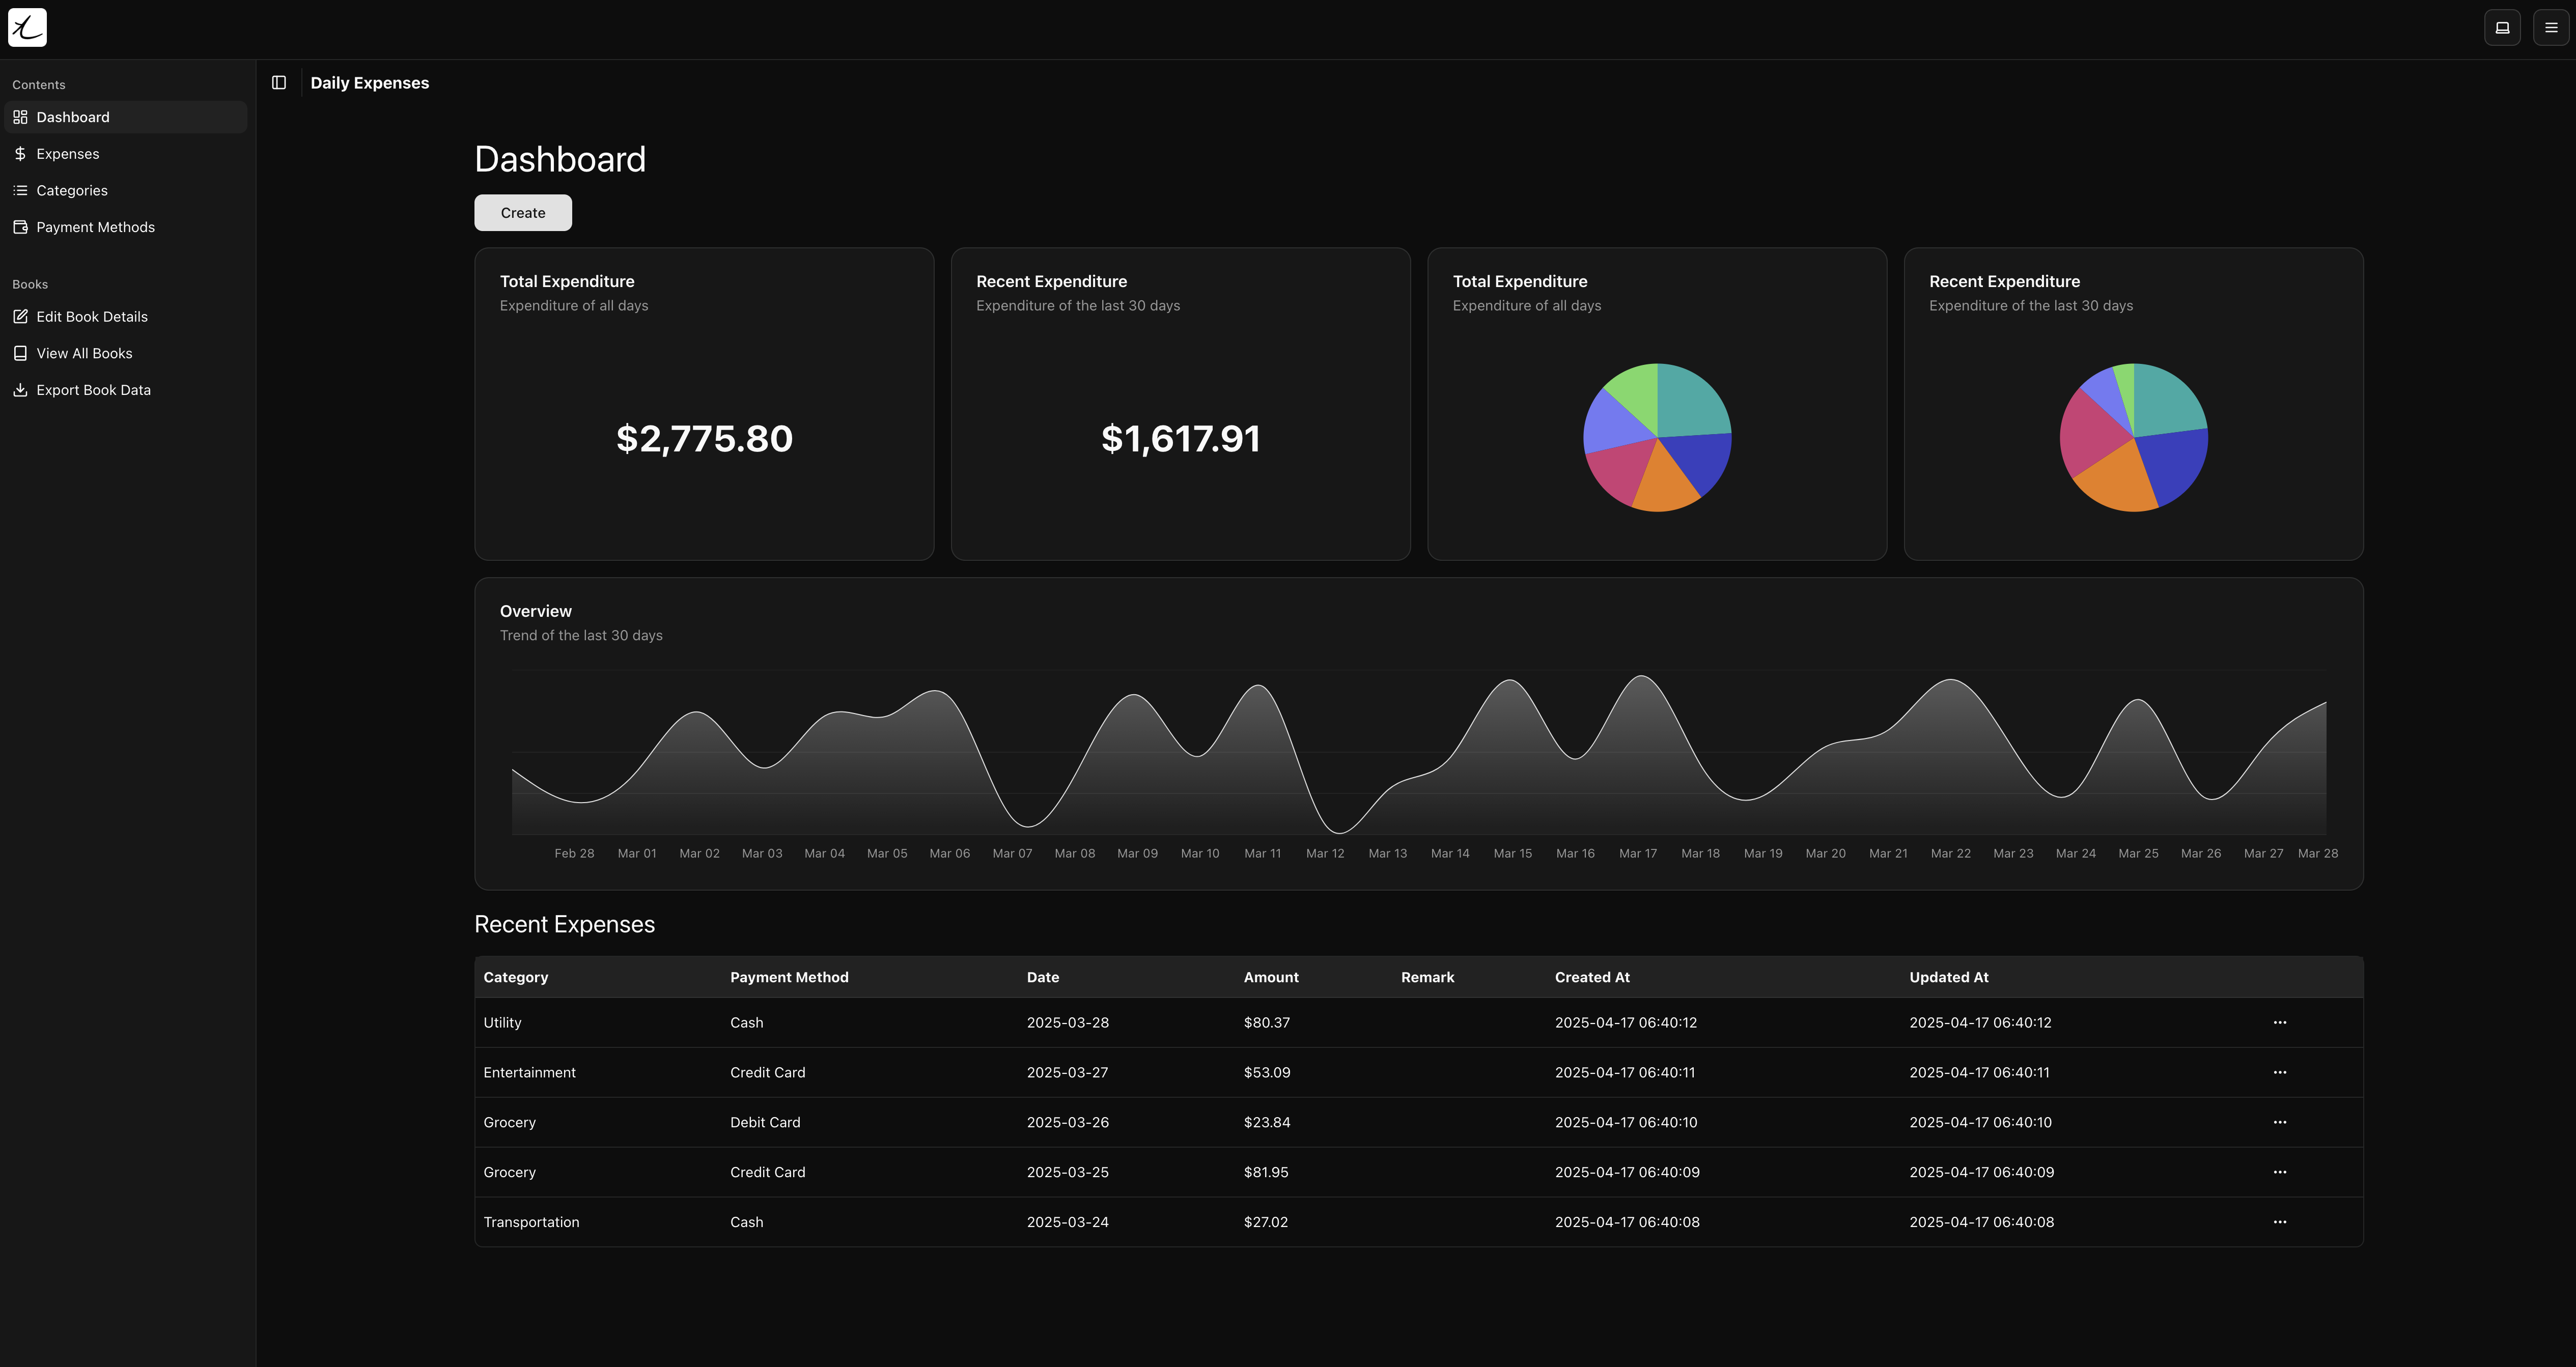 Contents
Dashboard
Expenses
Categories
Payment Methods
Books
Edit Book Details
View All Books
Export Book Data
Daily Expenses
Dashboard
Create
Total Expenditure
Expenditure of all days
$2,775.80
Recent Expenditure
Expenditure of the last 30 days
$1,617.91
Total Expenditure
Expenditure of all days
Recent Expenditure
Expenditure of the last 30 days
Overview
Trend of the last 30 days
Feb 28 Mar 01 Mar 02 Mar 03 Mar 04 Mar 05 Mar 06 Mar 07 Mar 08 Mar 09 Mar 10 Mar 11 Mar 12 Mar 13 Mar 14 Mar 15 Mar 16 Mar 17 Mar 18 Mar 19 Mar 20 Mar 21 Mar 22 Mar 23 Mar 24 Mar 25 Mar 26 Mar 27 Mar 28
Recent Expenses
Category Payment Method Date Amount Remark Created At Updated At
Utility Cash 2025-03-28 $80.37 2025-04-17 06:40:12 2025-04-17 06:40:12
Entertainment Credit Card 2025-03-27 $53.09 2025-04-17 06:40:11 2025-04-17 06:40:11
Grocery Debit Card 2025-03-26 $23.84 2025-04-17 06:40:10 2025-04-17 06:40:10
Grocery Credit Card 2025-03-25 $81.95 2025-04-17 06:40:09 2025-04-17 06:40:09
Transportation Cash 2025-03-24 $27.02 2025-04-17 06:40:08 2025-04-17 06:40:08